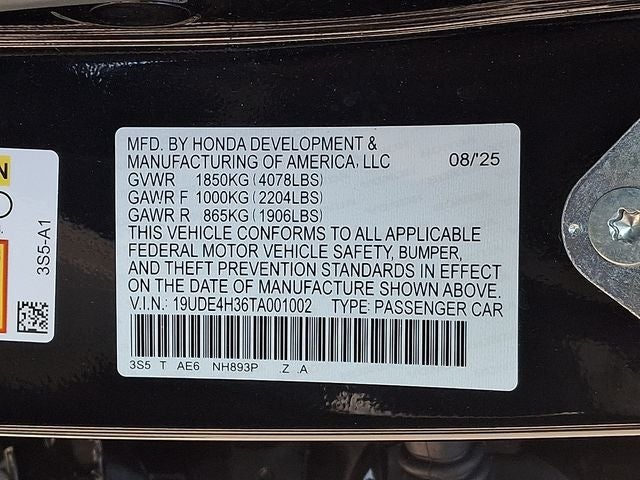 MFD. BY HONDA DEVELOPMENT &
MANUFACTURING OF AMERICA, LLC 08/'25
GVWR 1850KG (4078LBS)
GAWR F 1000KG (2204LBS)
GAWR R 865KG (1906LBS)
THIS VEHICLE CONFORMS TO ALL APPLICABLE
FEDERAL MOTOR VEHICLE SAFETY, BUMPER,
AND THEFT PREVENTION STANDARDS IN EFFECT
ON THE DATE OF MANUFACTURE SHOWN ABOVE.
V.I.N.: 19UDE4H36TA001002 TYPE: PASSENGER CAR
3S5 T AE6 NH893P .Z .A
3S5-A1
N